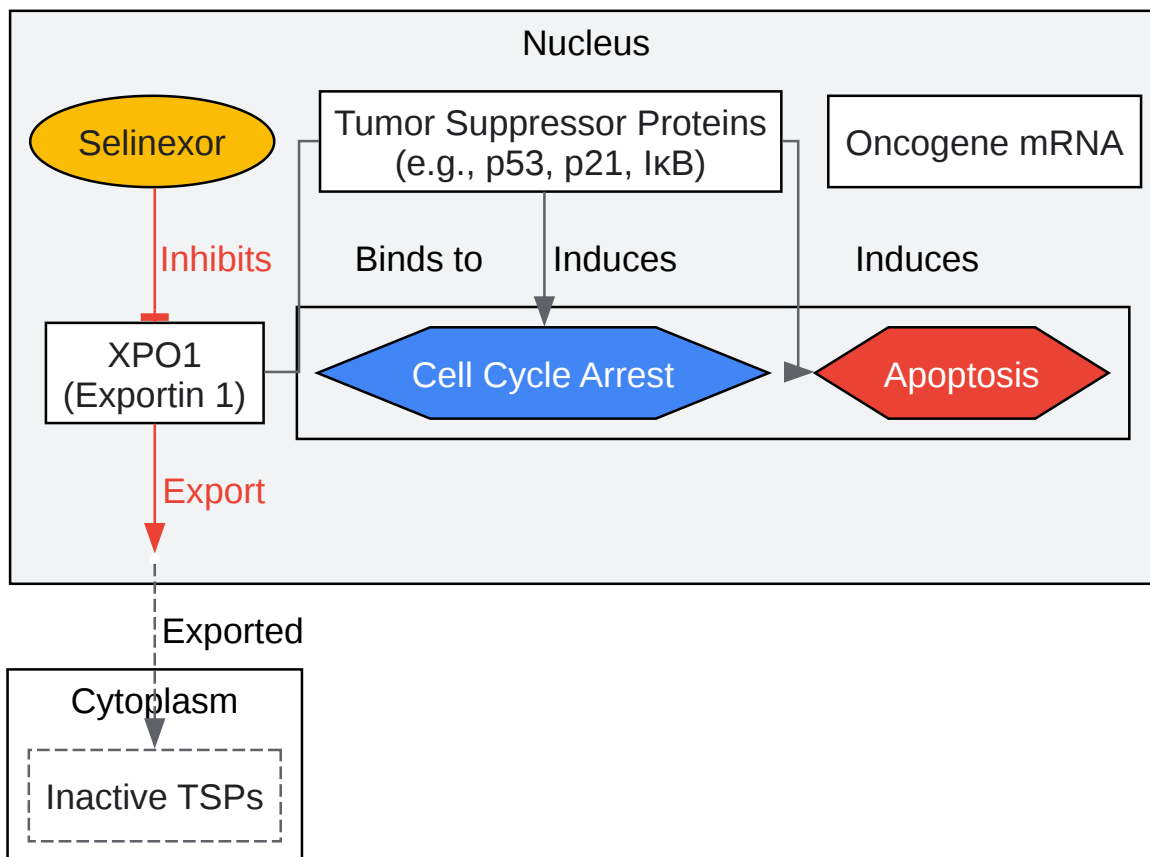 Nucleus
Selinexor
Tumor Suppressor Proteins
(e.g., p53, p21, IκB)
Oncogene mRNA
Inhibits
Binds to
Induces
Induces
XPO1
(Exportin 1)
Cell Cycle Arrest
Apoptosis
Export
Exported
Cytoplasm
Inactive TSPs